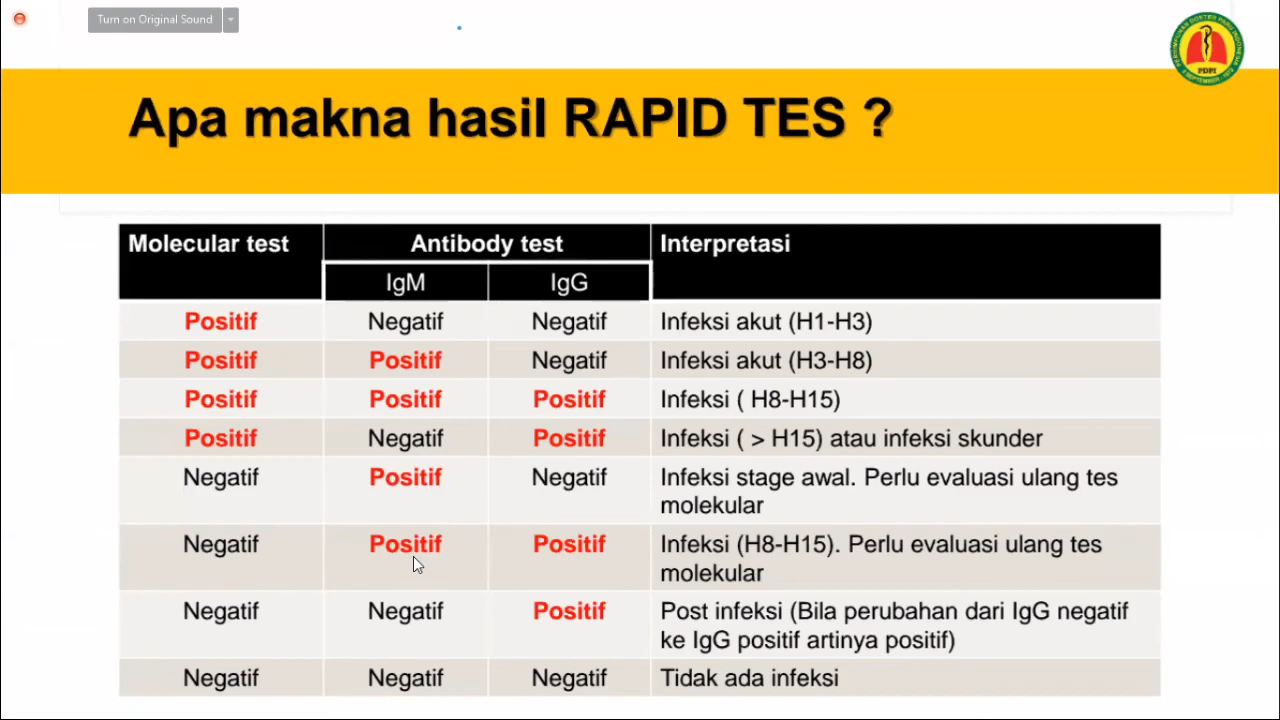 Turn on Original Sound
PDPI
Apa makna hasil RAPID TES ?
Molecular test Antibody test Interpretasi
IgM IgG
Positif Negatif Negatif Infeksi akut (H1-H3)
Positif Positif Negatif Infeksi akut (H3-H8)
Positif Positif Positif Infeksi ( H8-H15)
Positif Negatif Positif Infeksi ( > H15) atau infeksi skunder
Negatif Positif Negatif Infeksi stage awal. Perlu evaluasi ulang tes
molekular
Negatif Positif Positif Infeksi (H8-H15). Perlu evaluasi ulang tes
molekular
Negatif Negatif Positif Post infeksi (Bila perubahan dari IgG negatif
ke IgG positif artinya positif)
Negatif Negatif Negatif Tidak ada infeksi